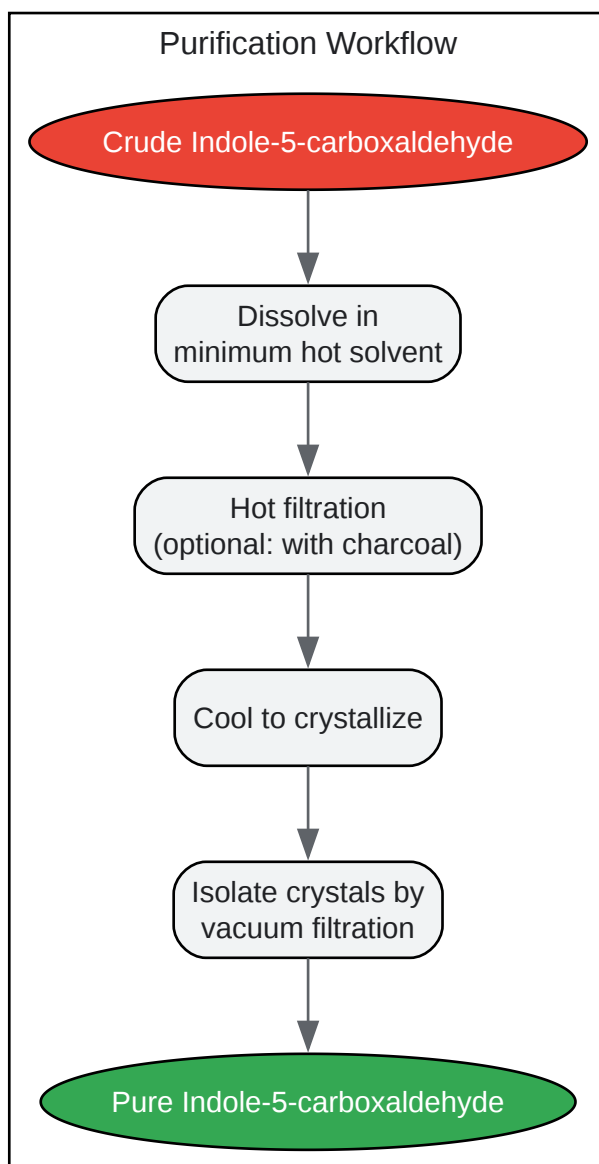 Purification Workflow
Crude Indole-5-carboxaldehyde
Dissolve in
minimum hot solvent
Hot filtration
(optional: with charcoal)
Cool to crystallize
Isolate crystals by
vacuum filtration
Pure Indole-5-carboxaldehyde